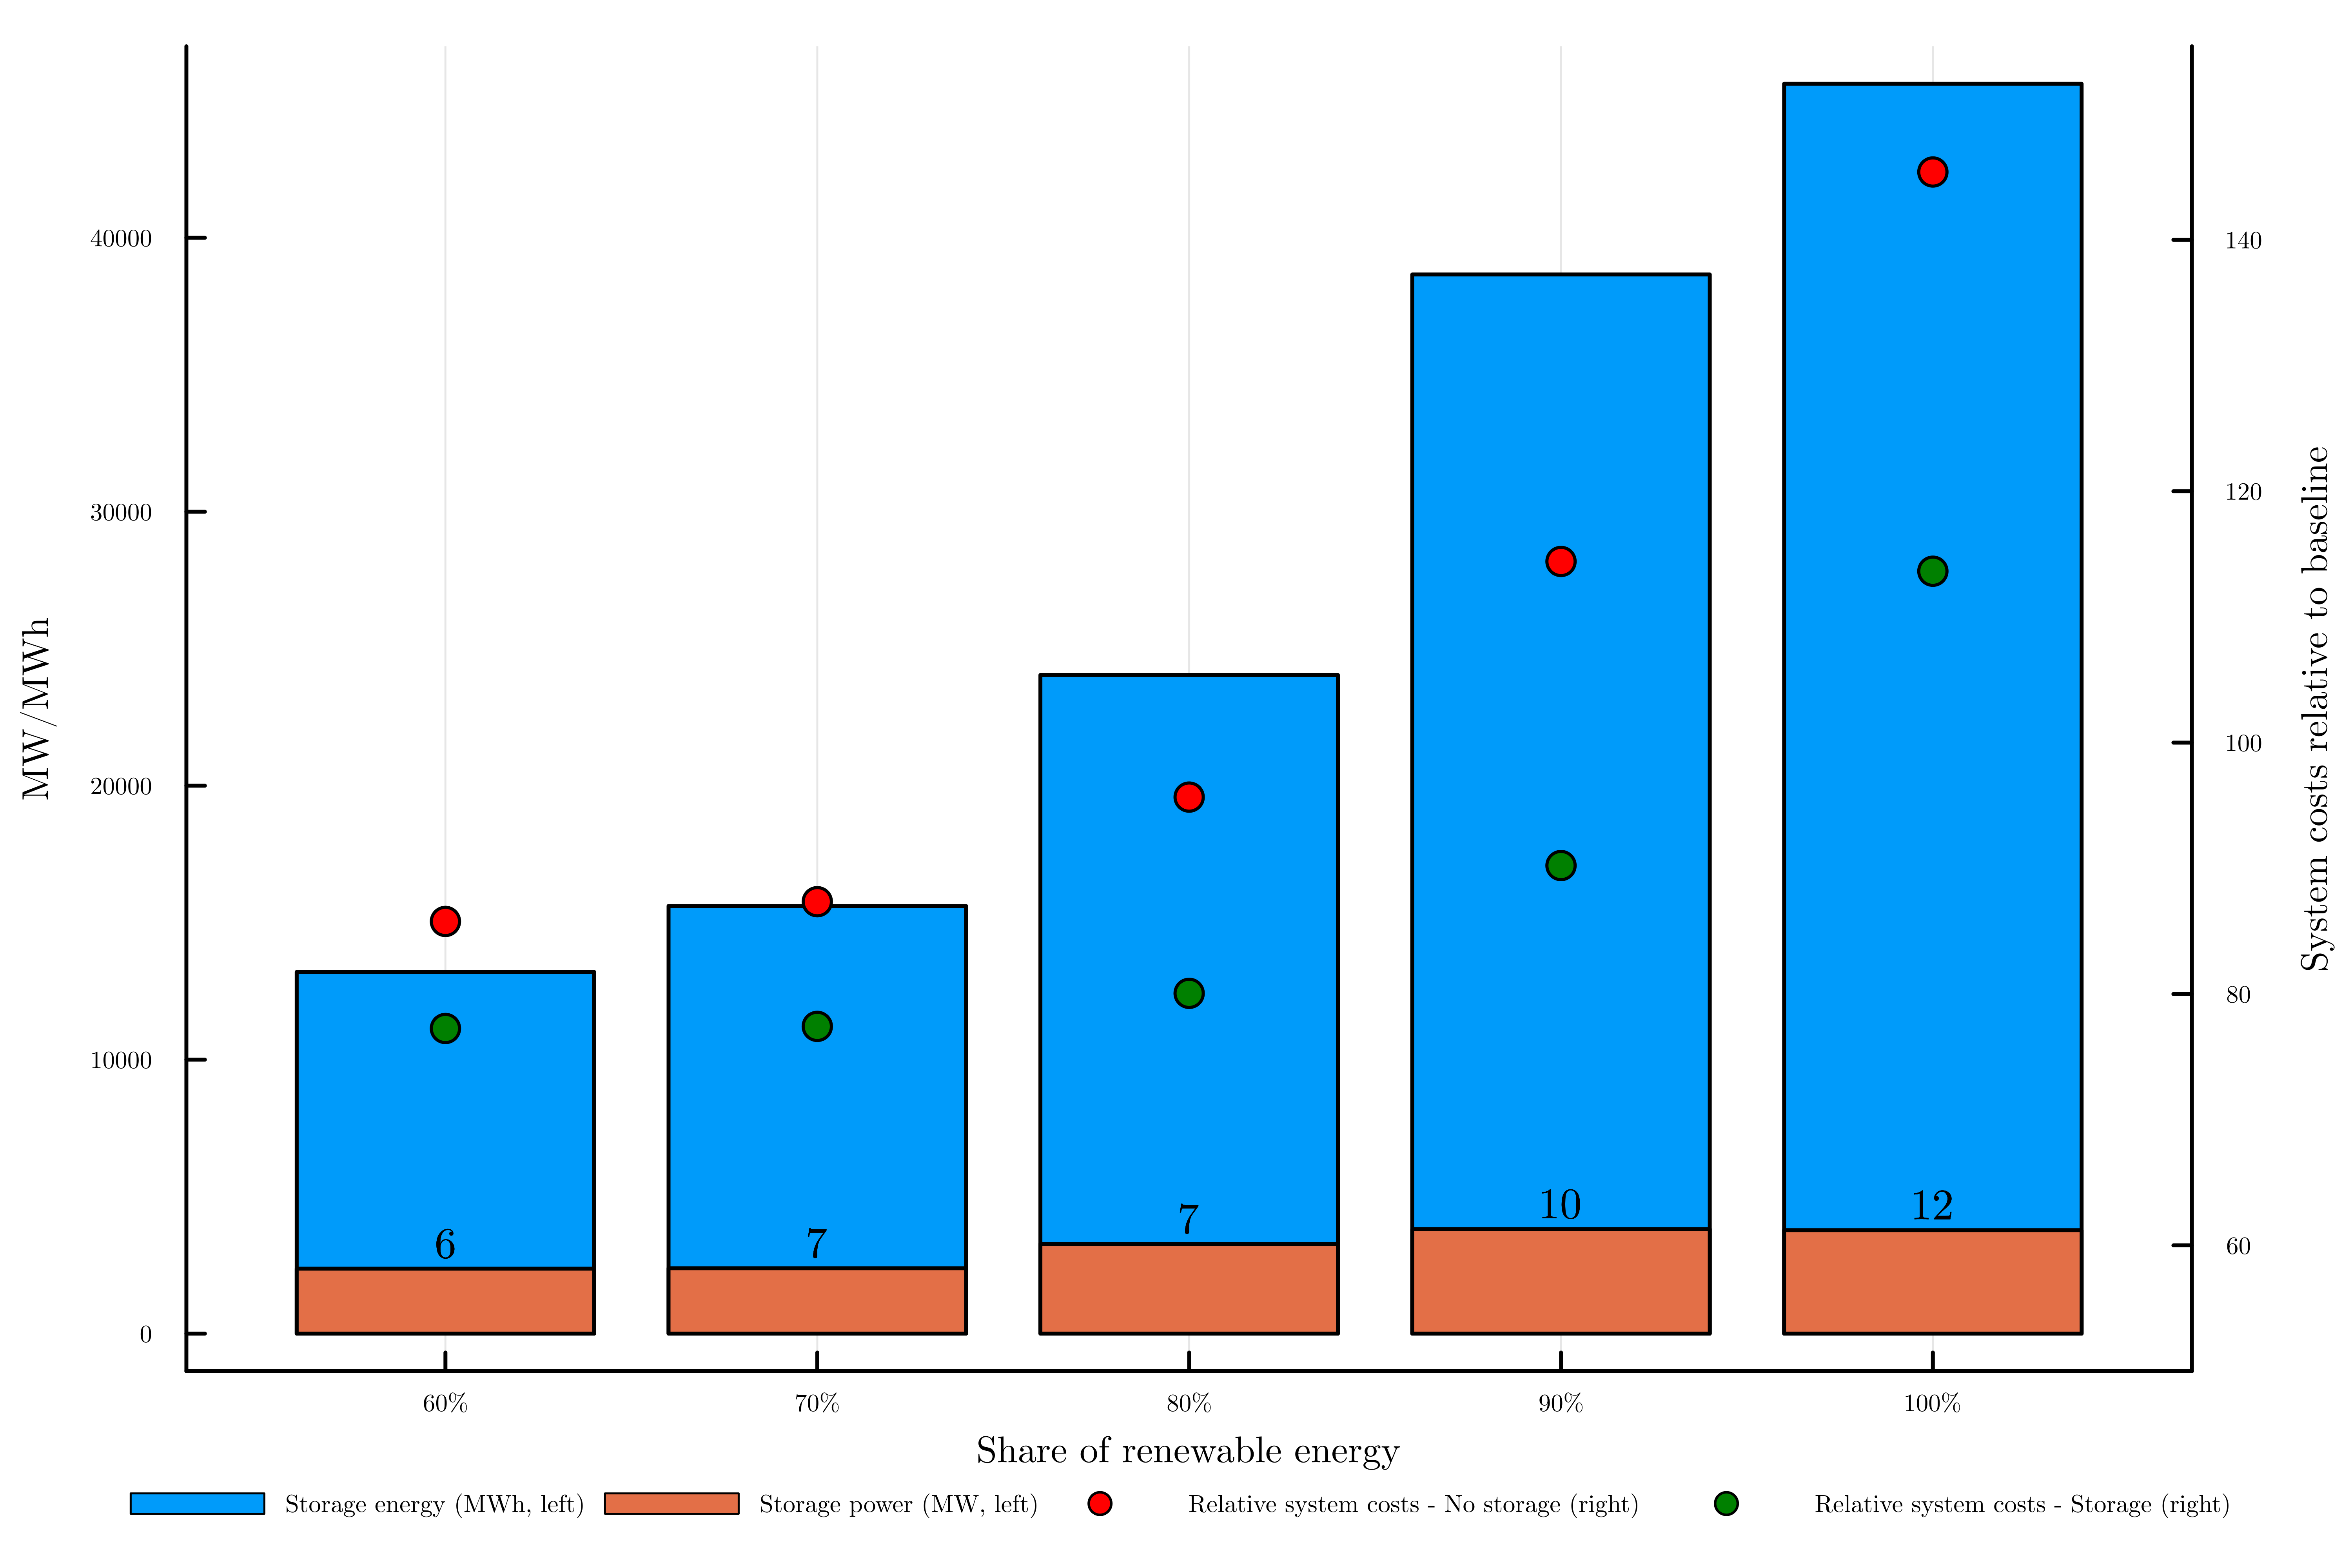 MW/MWh
40000
30000
20000
10000
0
6
7
7
10
12
140
120
100
80
60
System costs relative to baseline
60%
70%
80%
90%
100%
Share of renewable energy
Storage energy (MWh, left)
Storage power (MW, left)
Relative system costs - No storage (right)
Relative system costs - Storage (right)